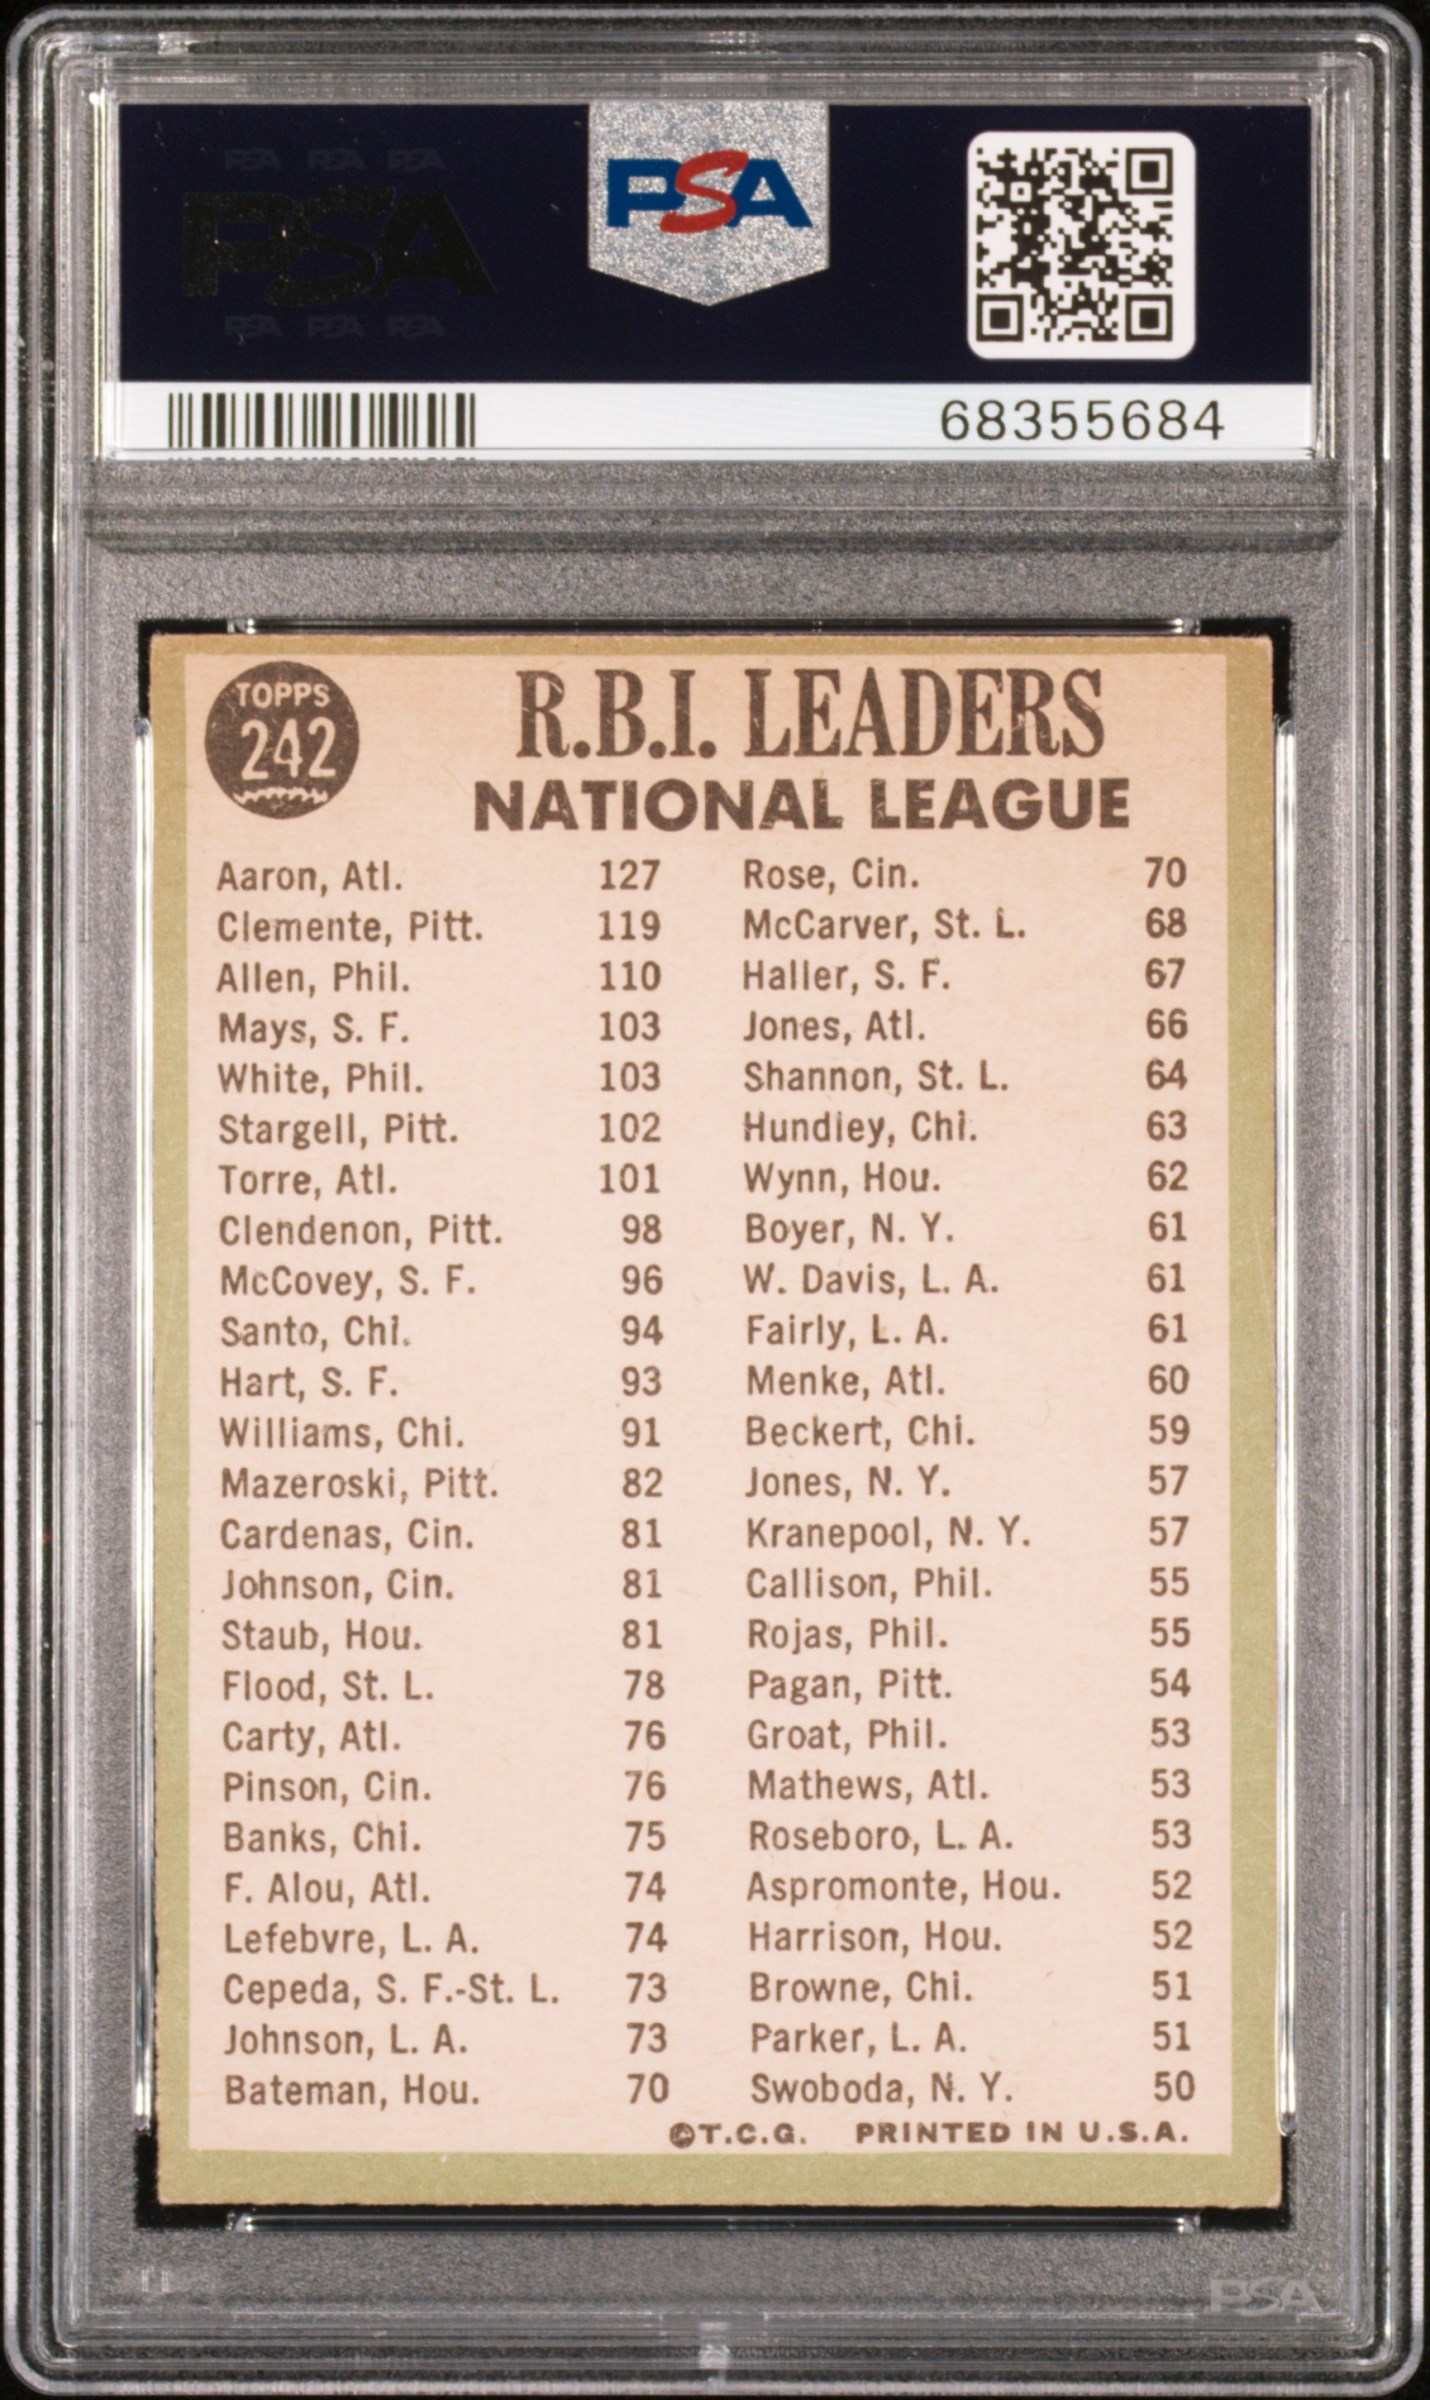 PSA PSA PSA
PSA
PSA PSA PSA
PSA
68355684
TOPPS
242
R.B.I. LEADERS
NATIONAL LEAGUE
Aaron, Atl. 127
Clemente, Pitt. 119
Allen, Phil. 110
Mays, S. F. 103
White, Phil. 103
Stargell, Pitt. 102
Torre, Atl. 101
Clendenon, Pitt. 98
McCovey, S. F. 96
Santo, Chi. 94
Hart, S. F. 93
Williams, Chi. 91
Mazeroski, Pitt. 82
Cardenas, Cin. 81
Johnson, Cin. 81
Staub, Hou. 81
Flood, St. L. 78
Carty, Atl. 76
Pinson, Cin. 76
Banks, Chi. 75
F. Alou, Atl. 74
Lefebvre, L. A. 74
Cepeda, S. F.-St. L. 73
Johnson, L. A. 73
Bateman, Hou. 70
Rose, Cin. 70
McCarver, St. L. 68
Haller, S. F. 67
Jones, Atl. 66
Shannon, St. L. 64
Hundley, Chi. 63
Wynn, Hou. 62
Boyer, N. Y. 61
W. Davis, L. A. 61
Fairly, L. A. 61
Menke, Atl. 60
Beckert, Chi. 59
Jones, N. Y. 57
Kranepool, N. Y. 57
Callison, Phil. 55
Rojas, Phil. 55
Pagan, Pitt. 54
Groat, Phil. 53
Mathews, Atl. 53
Roseboro, L. A. 53
Aspromonte, Hou. 52
Harrison, Hou. 52
Browne, Chi. 51
Parker, L. A. 51
Swoboda, N. Y. 50
©T.C.G. PRINTED IN U.S.A.
PSA